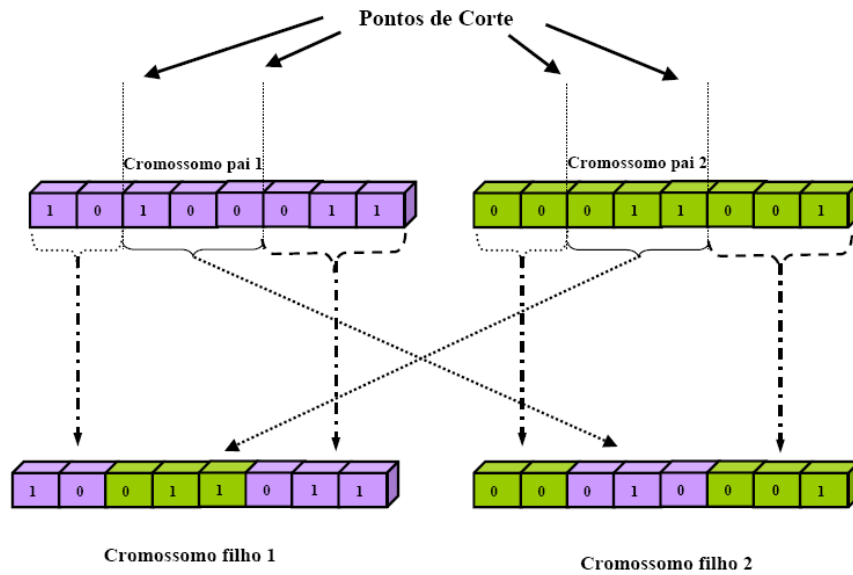 Pontos de Corte
Cromossomo pai 1
Cromossomo pai 2
1 0 1 0 0 0 1 1
0 0 0 1 1 0 0 1
1 0 0 1 1 0 1 1
0 0 0 1 0 0 0 1
Cromossomo filho 1
Cromossomo filho 2